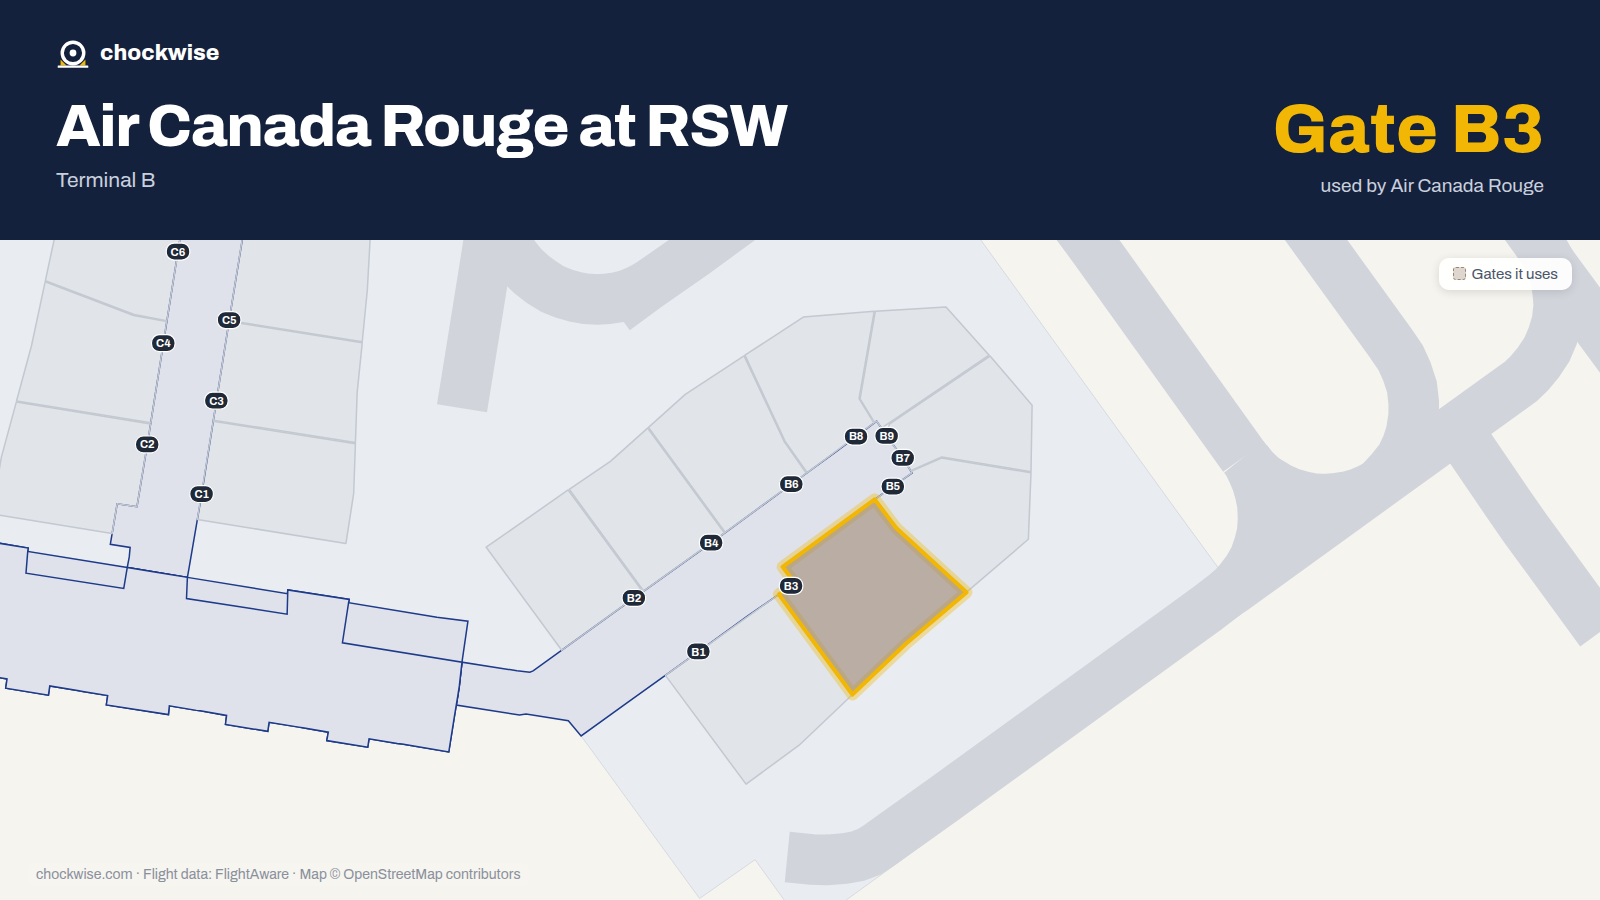 chockwise
Air Canada Rouge at RSW
Terminal B
Gate B3
used by Air Canada Rouge
Gates it uses
C6
C5
C4
C3
C2
C1
B8
B9
B7
B6
B5
B4
B3
B2
B1
chockwise.com · Flight data: FlightAware · Map © OpenStreetMap contributors